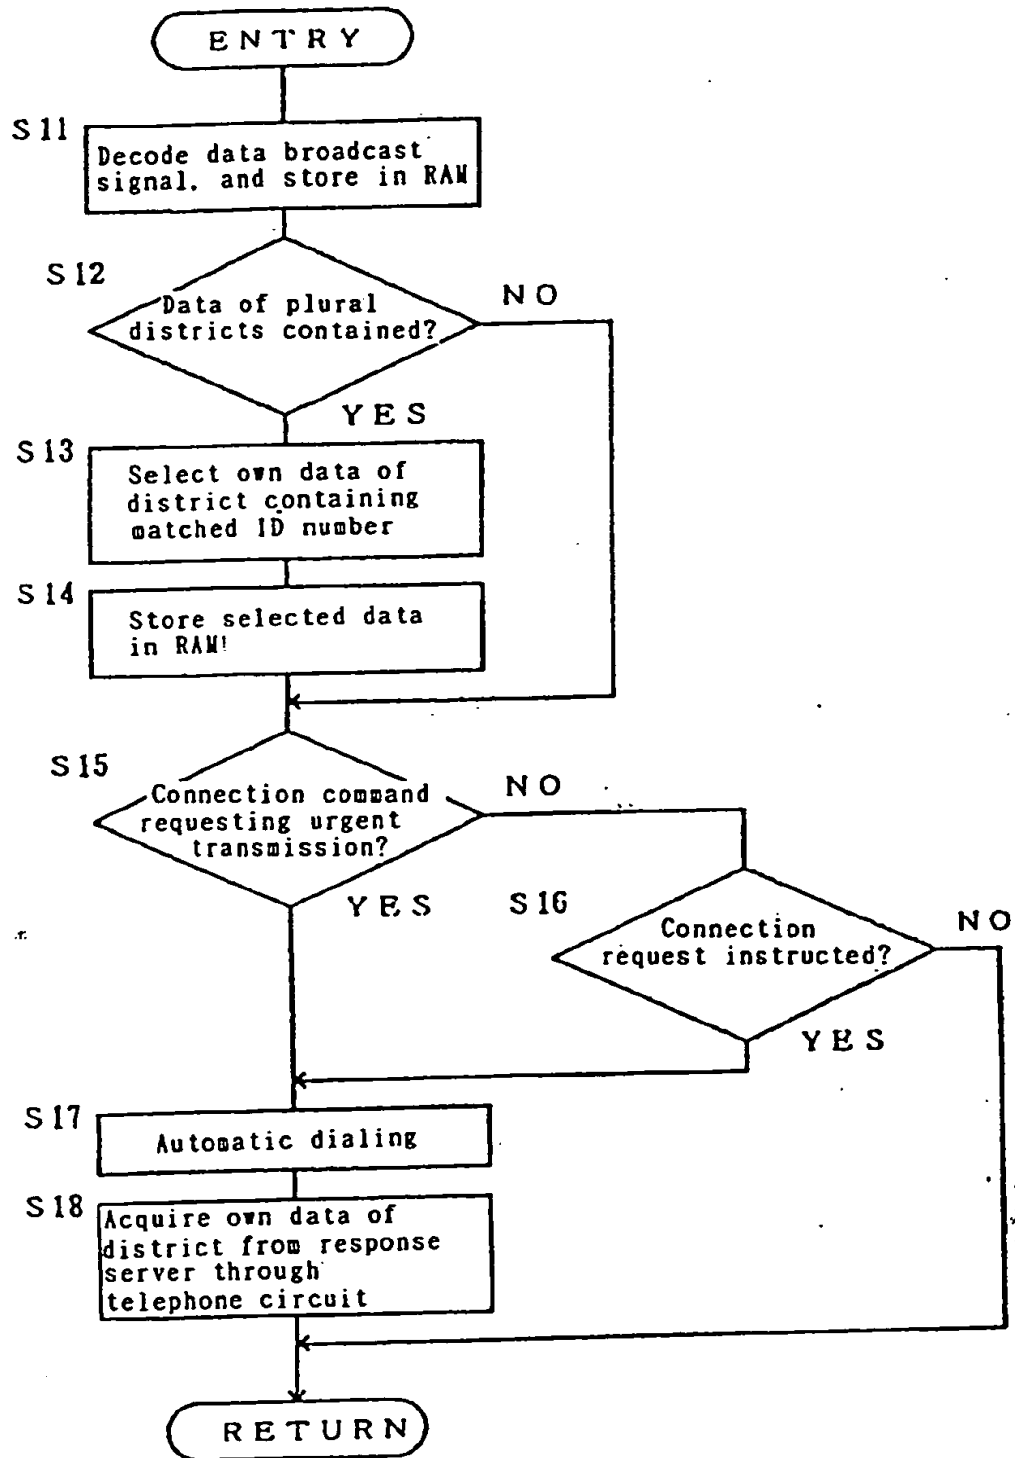 ENTRY
S11
Decode data broadcast
signal, and store in RAM
S12
Data of plural
districts contained?
NO
YES
S13
Select own data of
district containing
matched ID number
S14
Store selected data
in RAM!
S15
Connection command
requesting urgent
transmission?
NO
YES
S16
Connection
request instructed?
NO
YES
S17
Automatic dialing
S18
Acquire own data of
district from response
server through
telephone circuit
RETURN